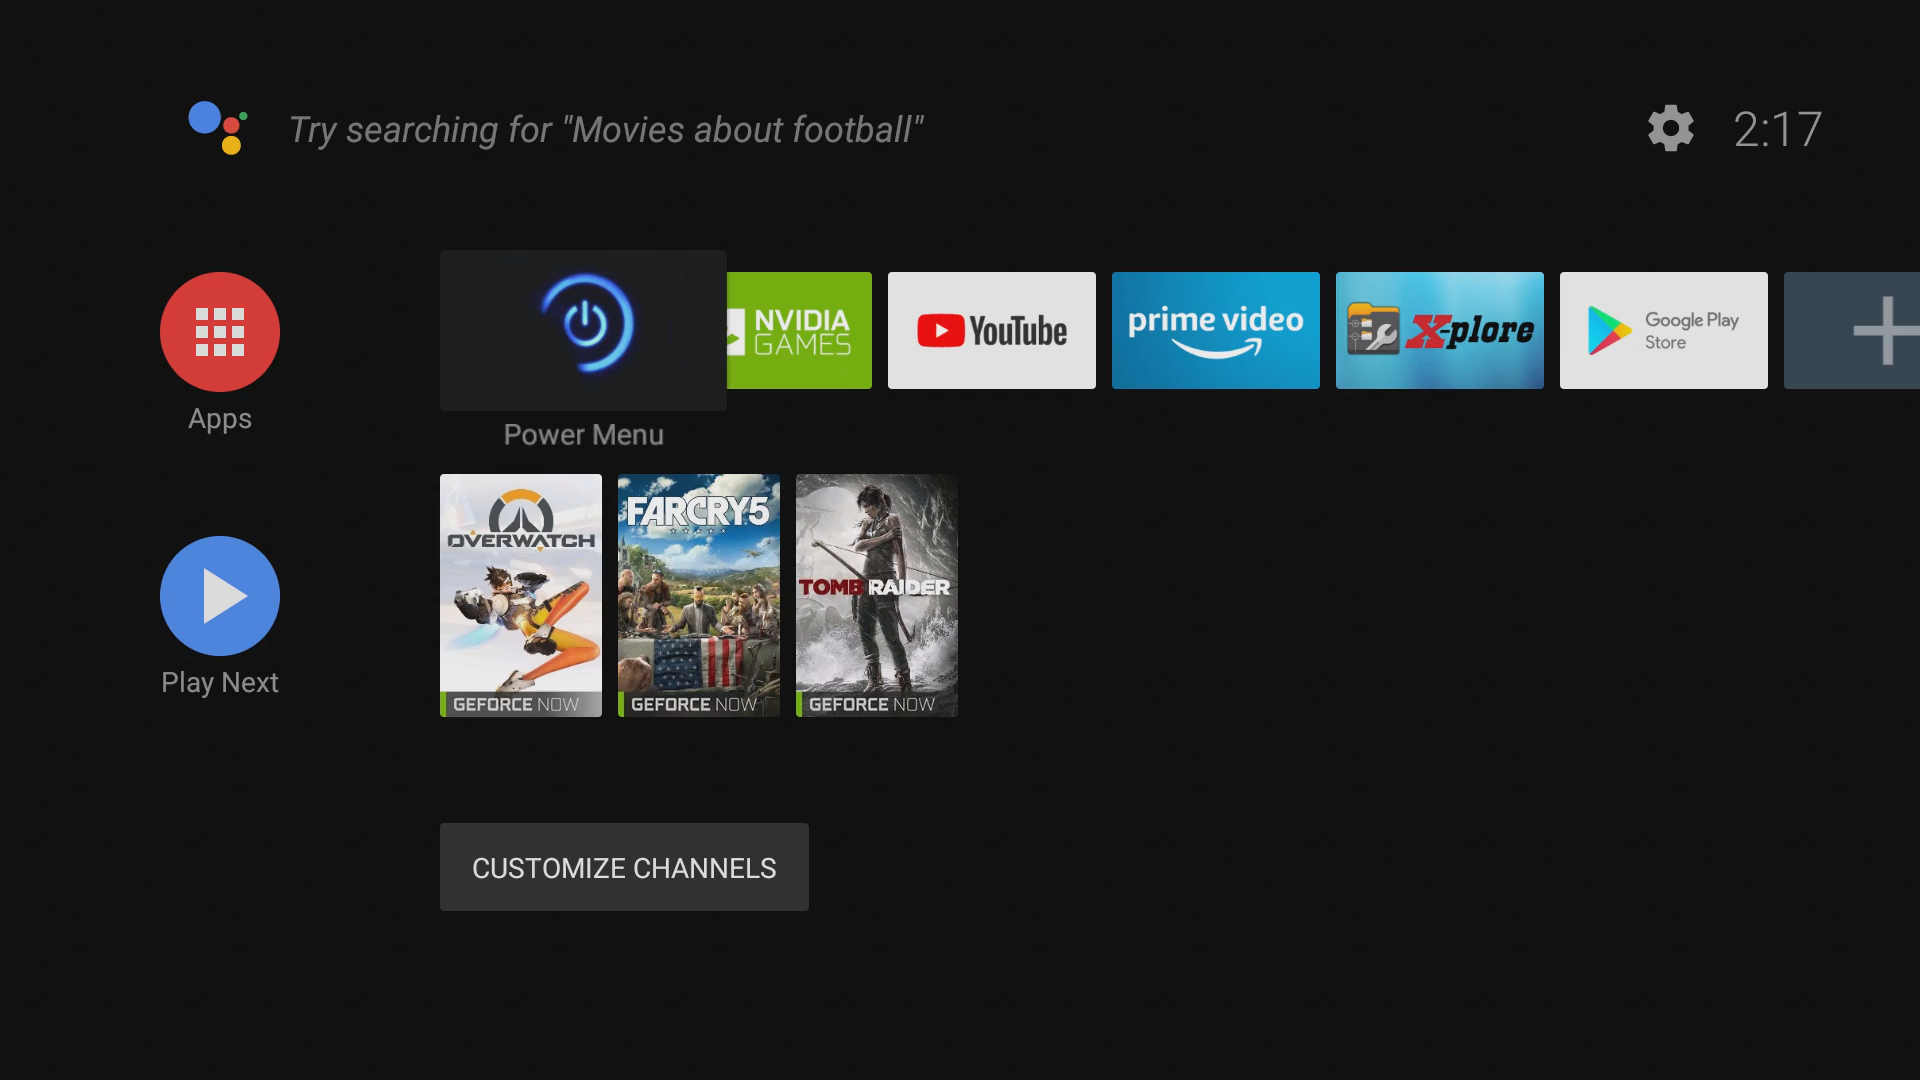 Try searching for "Movies about football"
2:17
Apps
NVIDIA
GAMES
YouTube
prime video
X-plore
Google Play
Store
Power Menu
OVERWATCH
GEFORCE NOW
FARCRY5
GEFORCE NOW
TOMB RAIDER
GEFORCE NOW
Play Next
CUSTOMIZE CHANNELS